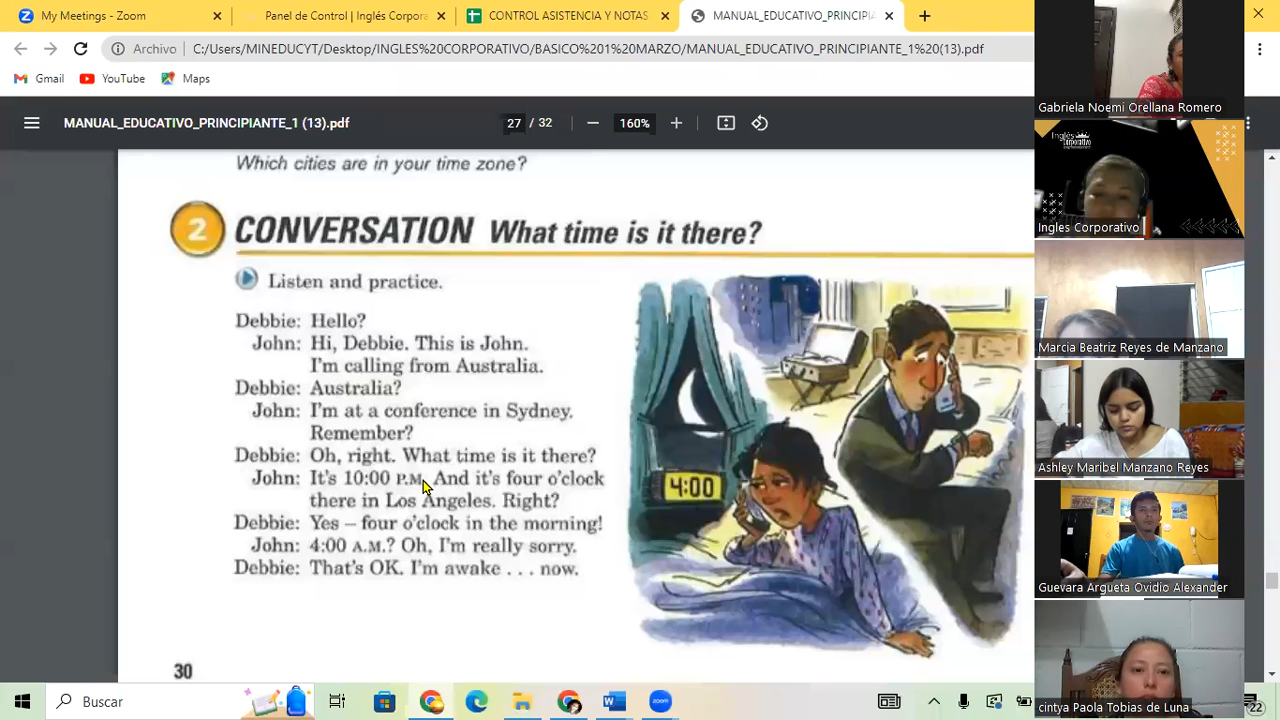 My Meetings - Zoom
Panel de Control | Inglés Corpora
CONTROL ASISTENCIA Y NOTAS
MANUAL_EDUCATIVO_PRINCIPIA
Archivo
C:/Users/MINEDUCYT/Desktop/INGLES%20CORPORATIVO/BASICO%201%20MARZO/MANUAL_EDUCATIVO_PRINCIPIANTE_1%20(13).pdf
Gmail
YouTube
Maps
MANUAL_EDUCATIVO_PRINCIPIANTE_1 (13).pdf
27 / 32
160%
Which cities are in your time zone?
2 CONVERSATION What time is it there?
Listen and practice.
Debbie: Hello?
John: Hi, Debbie. This is John.
I'm calling from Australia.
Debbie: Australia?
John: I'm at a conference in Sydney.
Remember?
Debbie: Oh, right. What time is it there?
John: It's 10:00 P.M. And it's four o'clock
there in Los Angeles. Right?
Debbie: Yes – four o'clock in the morning!
John: 4:00 A.M.? Oh, I'm really sorry.
Debbie: That's OK. I'm awake . . . now.
4:00
30
Gabriela Noemi Orellana Romero
Inglés
Corporativo
Ingles Corporativo
Marcia Beatriz Reyes de Manzano
Ashley Maribel Manzano Reyes
Guevara Argueta Ovidio Alexander
cintya Paola Tobias de Luna
Buscar
22